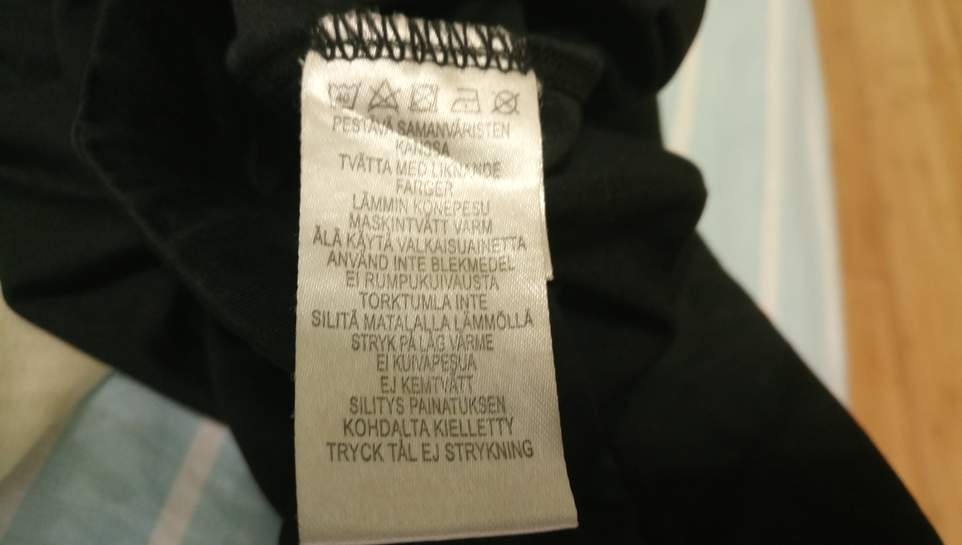 PESTÄVÄ SAMANVÄRISTEN
KANSSA
TVÄTTA MED LIKNANDE
FÄRGER
LÄMMIN KONEPESU
MASKINTVÄTT VARM
ÄLÄ KÄYTÄ VALKAISUAINETTA
ANVÄND INTE BLEKMEDEL
EI RUMPUKUIVAUSTA
TORKTUMLA INTE
SILITÄ MATALALLA LÄMMÖLLÄ
STRYK PÅ LÅG VÄRME
EI KUIVAPESUA
EJ KEMTVÄTT
SILITYS PAINATUKSEN
KOHDALTA KIELLETTY
TRYCK TÅL EJ STRYKNING